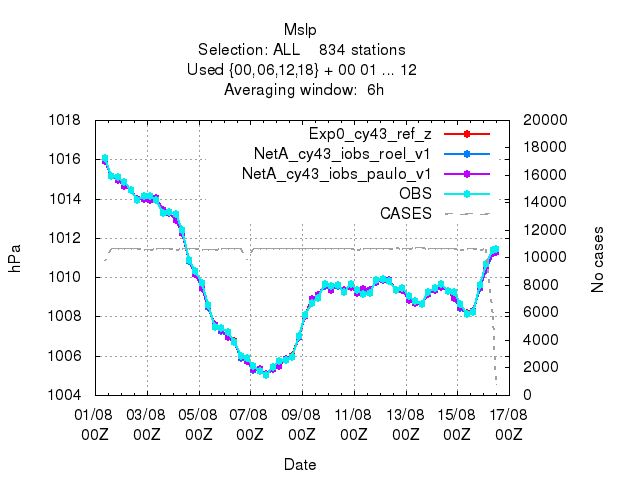 Mslp
Selection: ALL    834 stations
Used {00,06,12,18} + 00 01 ... 12
Averaging window:  6h
1018
1016
1014
1012
1010
1008
1006
1004
hPa
20000
18000
16000
14000
12000
10000
8000
6000
4000
2000
0
No cases
Exp0_cy43_ref_z
NetA_cy43_iobs_roel_v1
NetA_cy43_iobs_paulo_v1
OBS
CASES
01/08 03/08 05/08 07/08 09/08 11/08 13/08 15/08 17/08
00Z 00Z 00Z 00Z 00Z 00Z 00Z 00Z 00Z
Date